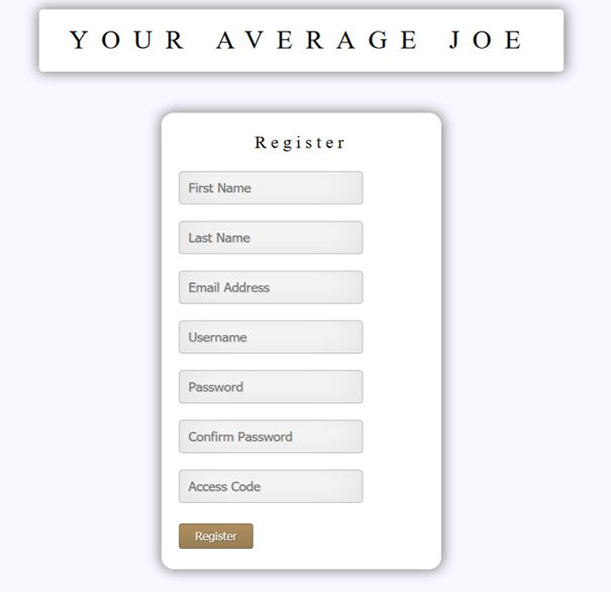 YOUR AVERAGE JOE
Register
First Name
Last Name
Email Address
Username
Password
Confirm Password
Access Code
Register